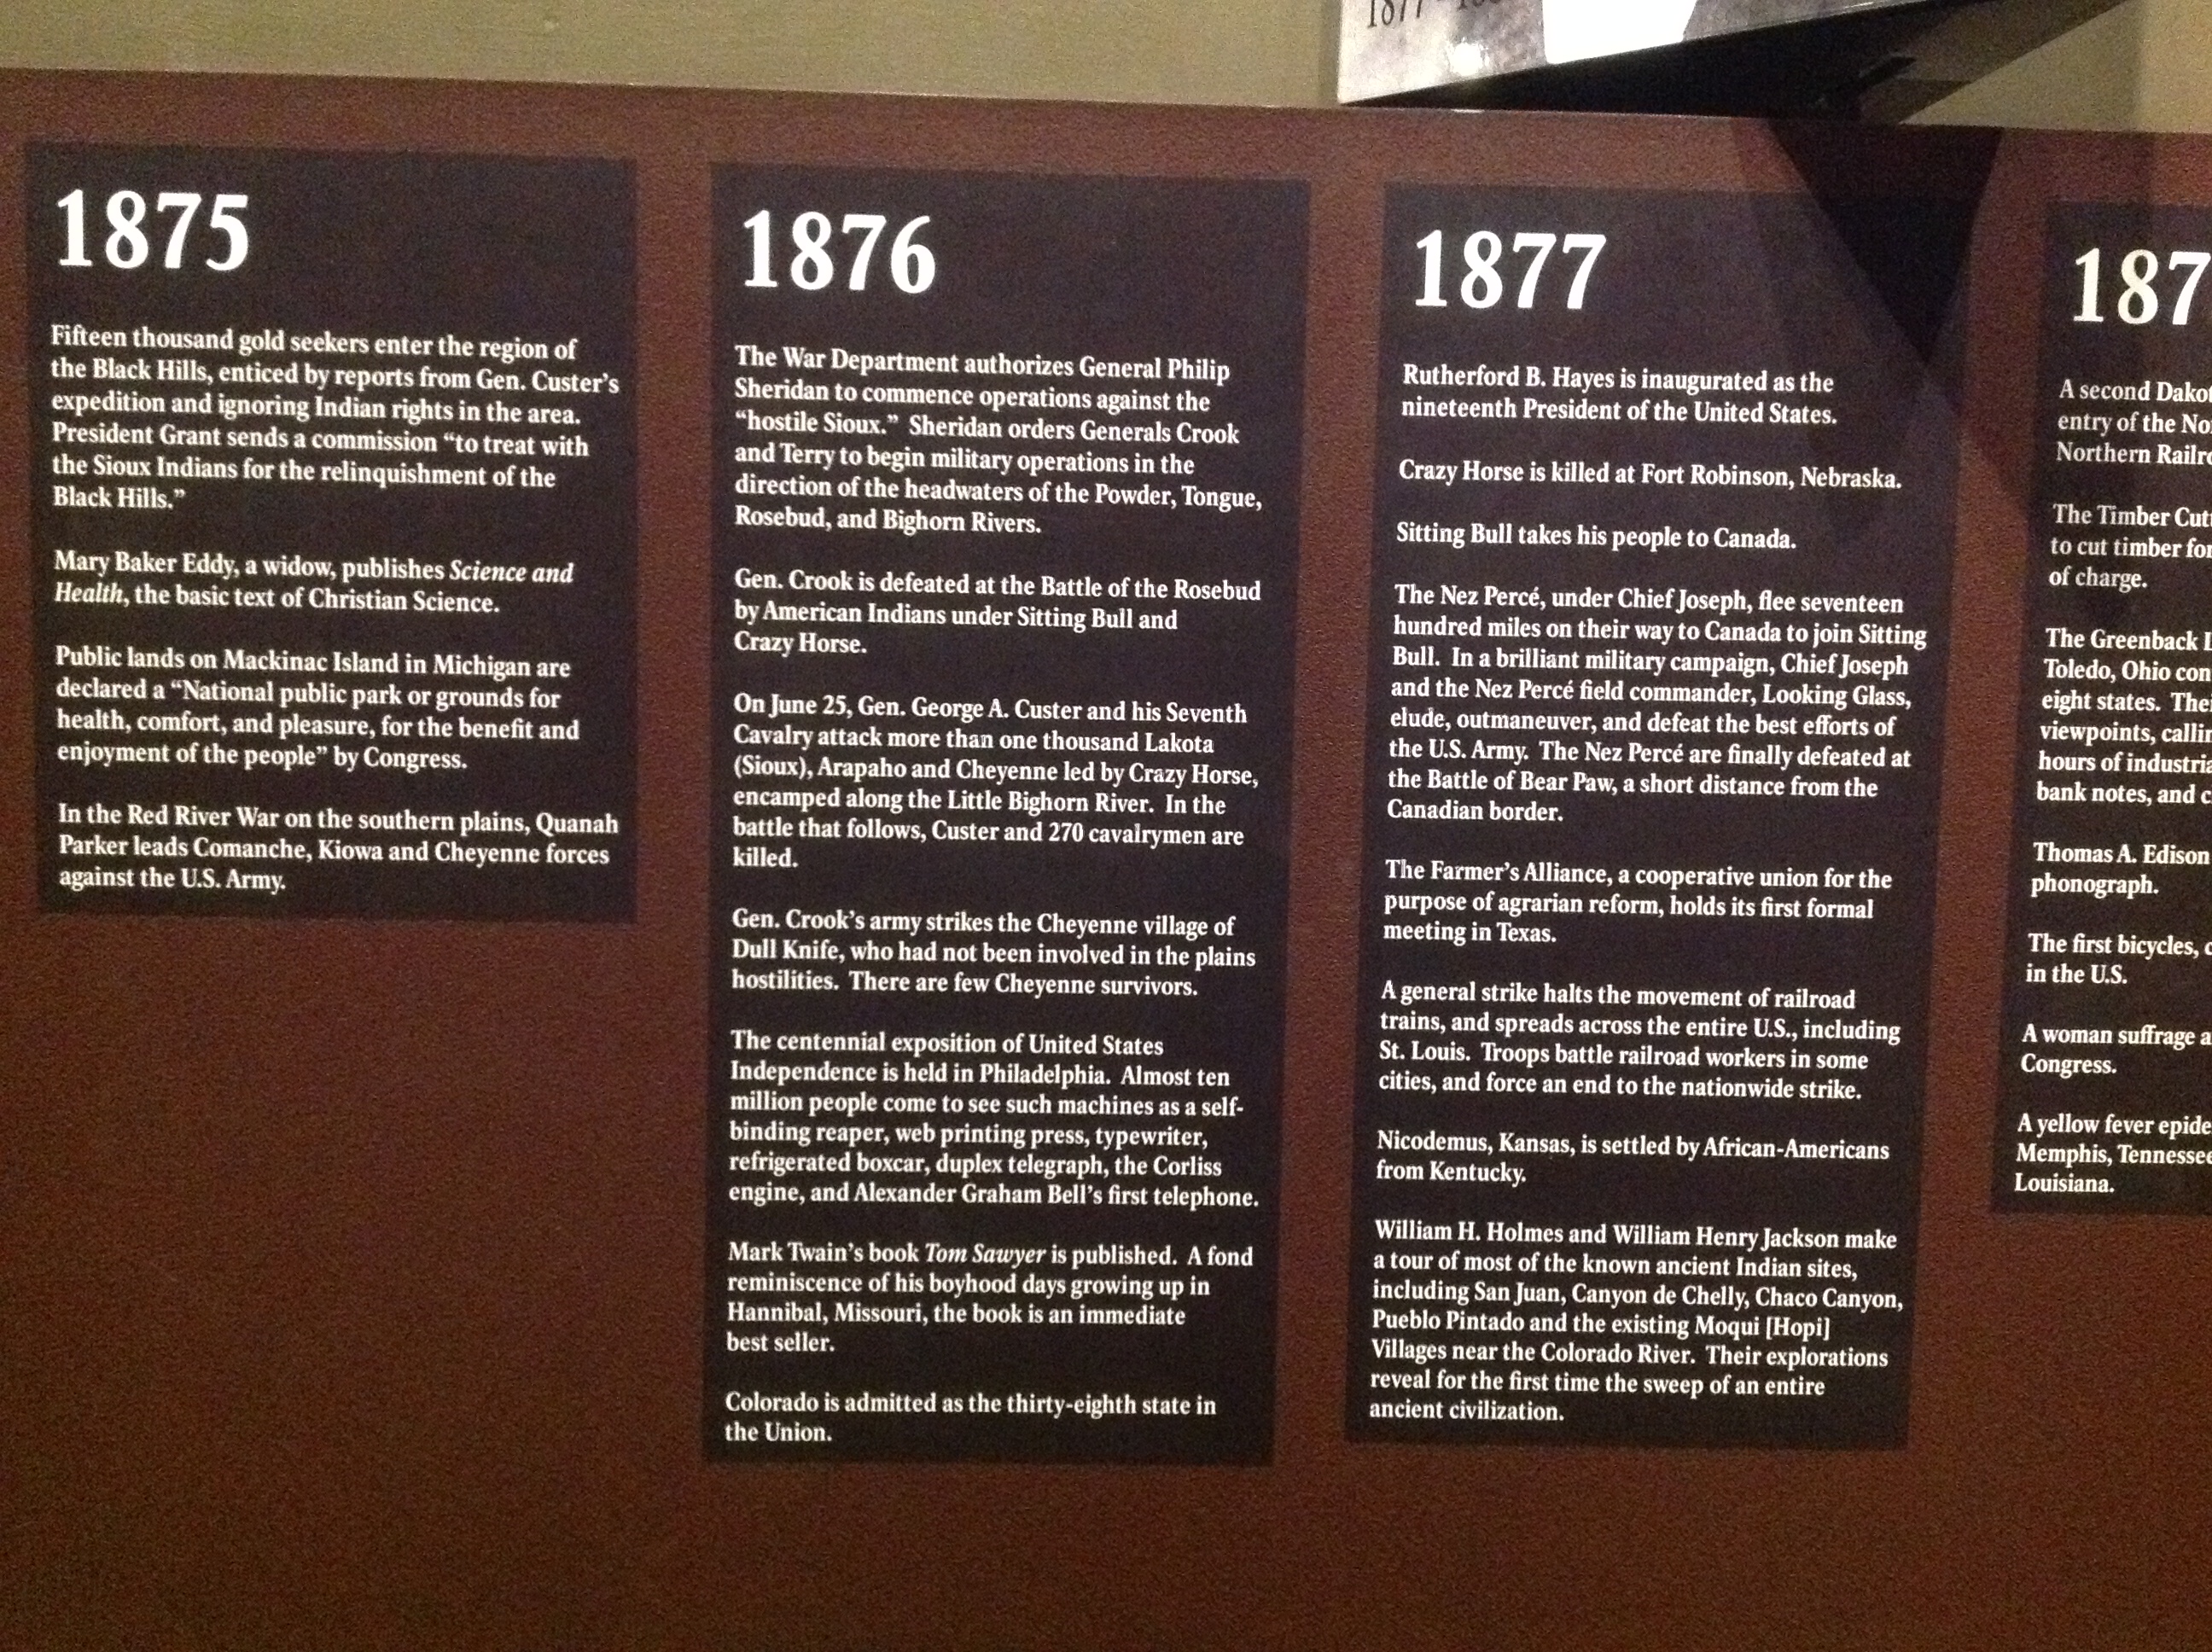 1877
1875
Fifteen thousand gold seekers enter the region of
the Black Hills, enticed by reports from Gen. Custer’s
expedition and ignoring Indian rights in the area.
President Grant sends a commission “to treat with
the Sioux Indians for the relinquishment of the
Black Hills.”
Mary Baker Eddy, a widow, publishes Science and
Health, the basic text of Christian Science.
Public lands on Mackinac Island in Michigan are
declared a “National public park or grounds for
health, comfort, and pleasure, for the benefit and
enjoyment of the people” by Congress.
In the Red River War on the southern plains, Quanah
Parker leads Comanche, Kiowa and Cheyenne forces
against the U.S. Army.
1876
The War Department authorizes General Philip
Sheridan to commence operations against the
“hostile Sioux.” Sheridan orders Generals Crook
and Terry to begin military operations in the
direction of the headwaters of the Powder, Tongue,
Rosebud, and Bighorn Rivers.
Gen. Crook is defeated at the Battle of the Rosebud
by American Indians under Sitting Bull and
Crazy Horse.
On June 25, Gen. George A. Custer and his Seventh
Cavalry attack more than one thousand Lakota
(Sioux), Arapaho and Cheyenne led by Crazy Horse,
encamped along the Little Bighorn River. In the
battle that follows, Custer and 270 cavalrymen are
killed.
Gen. Crook’s army strikes the Cheyenne village of
Dull Knife, who had not been involved in the plains
hostilities. There are few Cheyenne survivors.
The centennial exposition of United States
Independence is held in Philadelphia. Almost ten
million people come to see such machines as a self-
binding reaper, web printing press, typewriter,
refrigerated boxcar, duplex telegraph, the Corliss
engine, and Alexander Graham Bell’s first telephone.
Mark Twain’s book Tom Sawyer is published. A fond
reminiscence of his boyhood days growing up in
Hannibal, Missouri, the book is an immediate
best seller.
Colorado is admitted as the thirty-eighth state in
the Union.
1877
Rutherford B. Hayes is inaugurated as the
nineteenth President of the United States.
Crazy Horse is killed at Fort Robinson, Nebraska.
Sitting Bull takes his people to Canada.
The Nez Percé, under Chief Joseph, flee seventeen
hundred miles on their way to Canada to join Sitting
Bull. In a brilliant military campaign, Chief Joseph
and the Nez Percé field commander, Looking Glass,
elude, outmaneuver, and defeat the best efforts of
the U.S. Army. The Nez Percé are finally defeated at
the Battle of Bear Paw, a short distance from the
Canadian border.
The Farmer’s Alliance, a cooperative union for the
purpose of agrarian reform, holds its first formal
meeting in Texas.
A general strike halts the movement of railroad
trains, and spreads across the entire U.S., including
St. Louis. Troops battle railroad workers in some
cities, and force an end to the nationwide strike.
Nicodemus, Kansas, is settled by African-Americans
from Kentucky.
William H. Holmes and William Henry Jackson make
a tour of most of the known ancient Indian sites,
including San Juan, Canyon de Chelly, Chaco Canyon,
Pueblo Pintado and the existing Moqui [Hopi]
Villages near the Colorado River. Their explorations
reveal for the first time the sweep of an entire
ancient civilization.
187
A second
entry of the
Northern
The Timber
to cut timber
of charge.
The Greenback
Toledo, Ohio
eight states.
viewpoints,
hours of
bank notes, and
Thomas A. Edison
phonograph.
The first bicycles,
in the U.S.
A woman suffrage
Congress.
A yellow fever
Memphis, Tennessee
Louisiana.